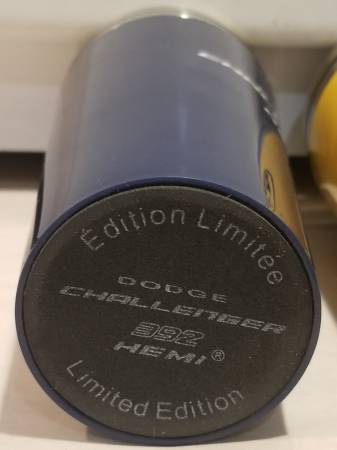 Édition Limitée
DODGE
CHALLENGER
392
HEMI®
Limited Edition